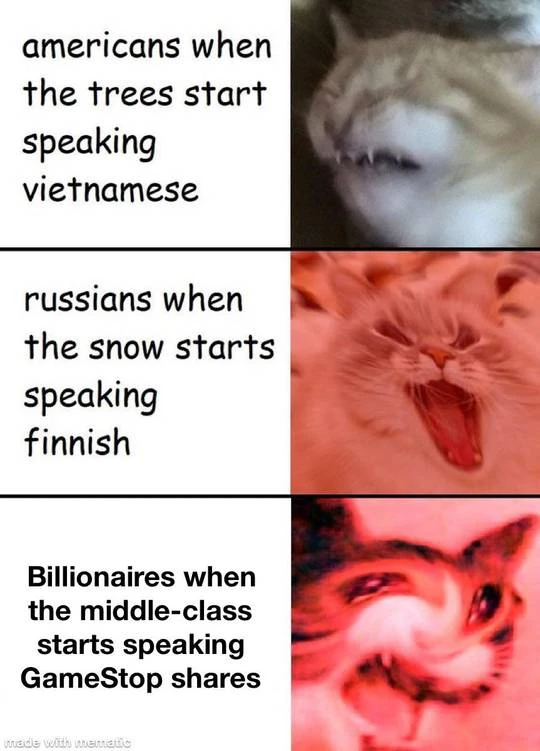 americans when
the trees start
speaking
vietnamese
russians when
the snow starts
speaking
finnish
Billionaires when
the middle-class
starts speaking
GameStop shares
made with mematic